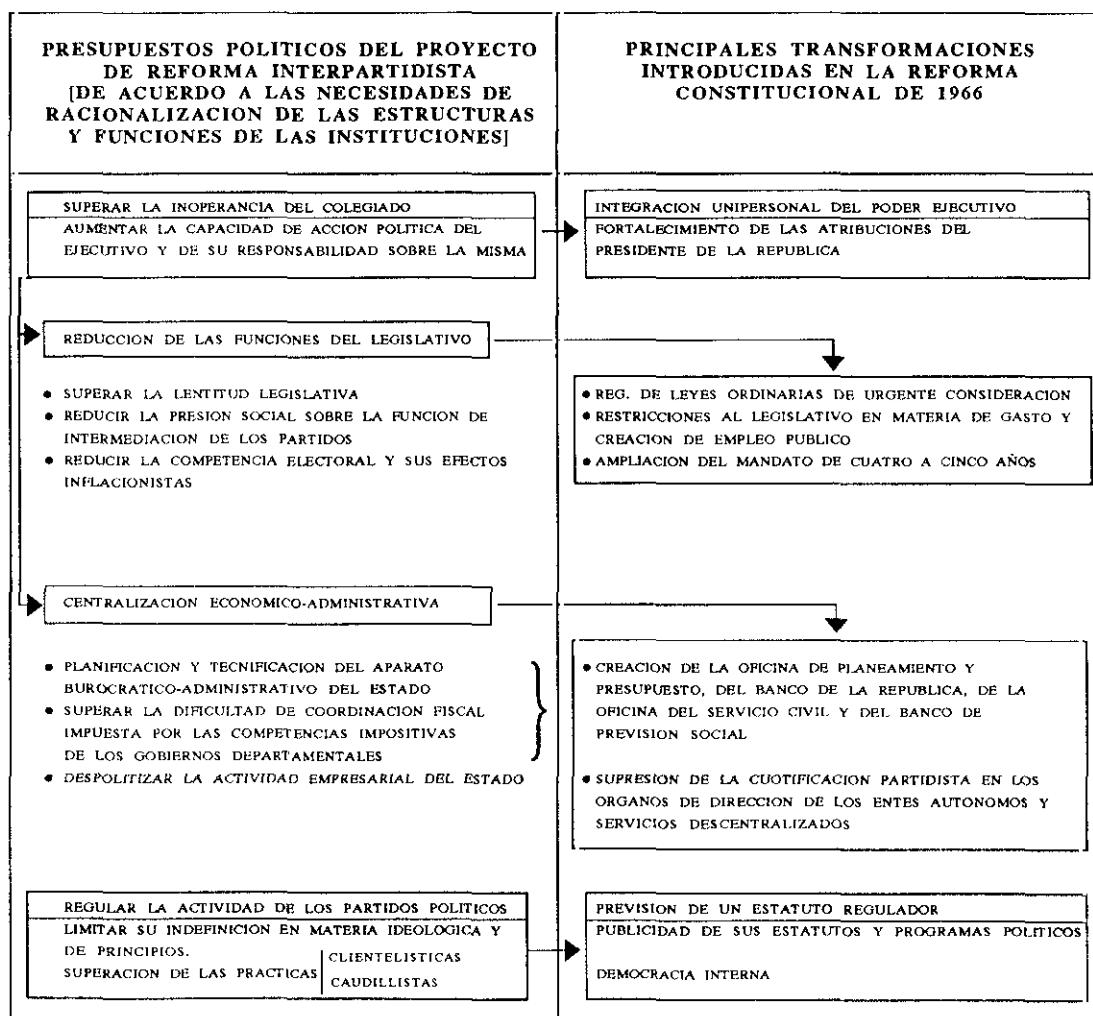 PRESUPUESTOS POLITICOS DEL PROYECTO
DE REFORMA INTERPARTIDISTA
[DE ACUERDO A LAS NECESIDADES DE
RACIONALIZACION DE LAS ESTRUCTURAS
Y FUNCIONES DE LAS INSTITUCIONES]
PRINCIPALES TRANSFORMACIONES
INTRODUCIDAS EN LA REFORMA
CONSTITUCIONAL DE 1966
SUPERAR LA INOPERANCIA DEL COLEGIADO
AUMENTAR LA CAPACIDAD DE ACCION POLITICA DEL
EJECUTIVO Y DE SU RESPONSABILIDAD SOBRE LA MISMA
INTEGRACION UNIPERSONAL DEL PODER EJECUTIVO
FORTALECIMIENTO DE LAS ATRIBUCIONES DEL
PRESIDENTE DE LA REPUBLICA
REDUCCION DE LAS FUNCIONES DEL LEGISLATIVO
• SUPERAR LA LENTITUD LEGISLATIVA
• REDUCIR LA PRESION SOCIAL SOBRE LA FUNCION DE
INTERMEDIACION DE LOS PARTIDOS
• REDUCIR LA COMPETENCIA ELECTORAL Y SUS EFECTOS
INFLACIONISTAS
• REG. DE LEYES ORDINARIAS DE URGENTE CONSIDERACION
• RESTRICCIONES AL LEGISLATIVO EN MATERIA DE GASTO Y
CREACION DE EMPLEO PUBLICO
• AMPLIACION DEL MANDATO DE CUATRO A CINCO AÑOS
CENTRALIZACION ECONOMICO-ADMINISTRATIVA
• PLANIFICACION Y TECNIFICACION DEL APARATO
BUROCRATICO-ADMINISTRATIVO DEL ESTADO
• SUPERAR LA DIFICULTAD DE COORDINACION FISCAL
IMPUESTA POR LAS COMPETENCIAS IMPOSITIVAS
DE LOS GOBIERNOS DEPARTAMENTALES
• DESPOLITIZAR LA ACTIVIDAD EMPRESARIAL DEL ESTADO
• CREACION DE LA OFICINA DE PLANEAMIENTO Y
PRESUPUESTO, DEL BANCO DE LA REPUBLICA, DE LA
OFICINA DEL SERVICIO CIVIL Y DEL BANCO DE
PREVISION SOCIAL
• SUPRESION DE LA CUOTIFICACION PARTIDISTA EN LOS
ORGANOS DE DIRECCION DE LOS ENTES AUTONOMOS Y
SERVICIOS DESCENTRALIZADOS
REGULAR LA ACTIVIDAD DE LOS PARTIDOS POLITICOS
LIMITAR SU INDEFINICION EN MATERIA IDEOLOGICA Y
DE PRINCIPIOS.
SUPERACION DE LAS PRACTICAS
CLIENTELISTICAS
CAUDILLISTAS
PREVISION DE UN ESTATUTO REGULADOR
PUBLICIDAD DE SUS ESTATUTOS Y PROGRAMAS POLITICOS
DEMOCRACIA INTERNA